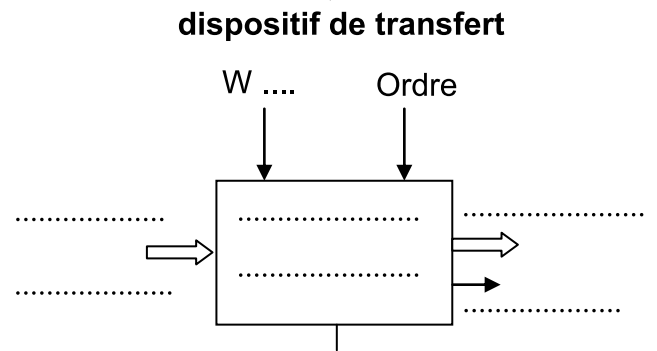 dispositif de transfert
W .... Ordre